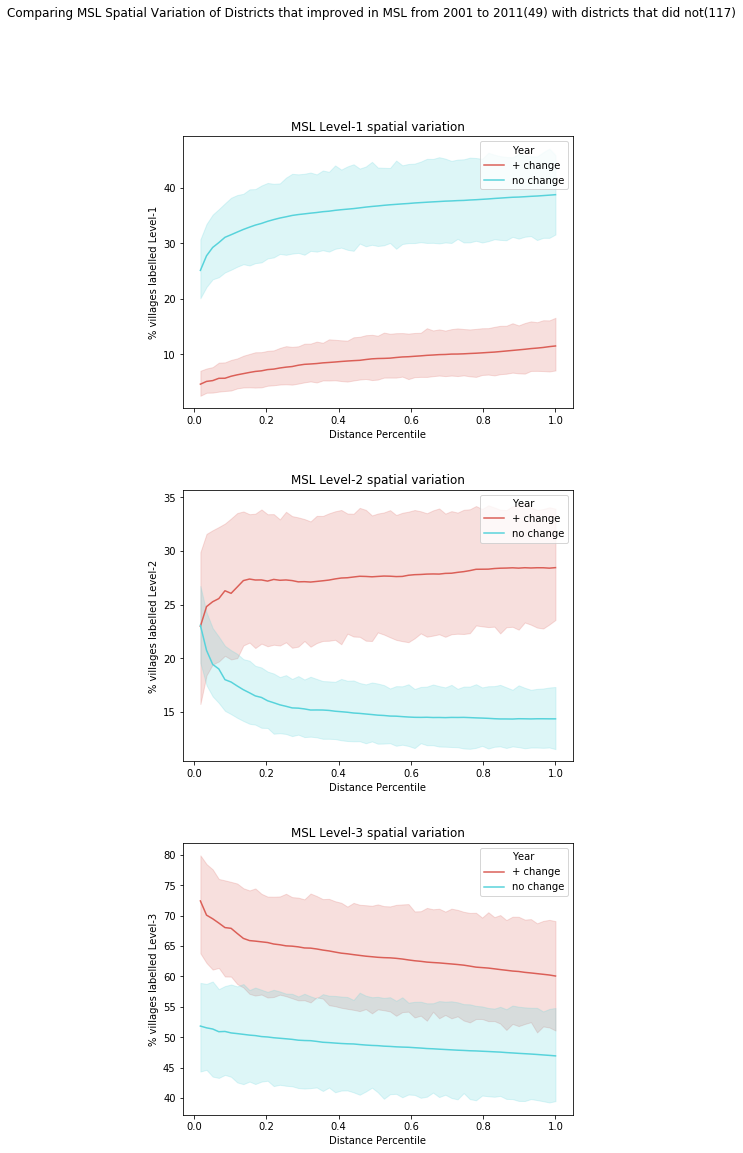 Comparing MSL Spatial Variation of Districts that improved in MSL from 2001 to 2011(49) with districts that did not(117)
MSL Level-1 spatial variation
Year
+ change
no change
40
30
20
10
% villages labelled Level-1
0.0 0.2 0.4 0.6 0.8 1.0
Distance Percentile
MSL Level-2 spatial variation
Year
+ change
no change
35
30
25
20
15
% villages labelled Level-2
0.0 0.2 0.4 0.6 0.8 1.0
Distance Percentile
MSL Level-3 spatial variation
Year
+ change
no change
80
75
70
65
60
55
50
45
40
% villages labelled Level-3
0.0 0.2 0.4 0.6 0.8 1.0
Distance Percentile